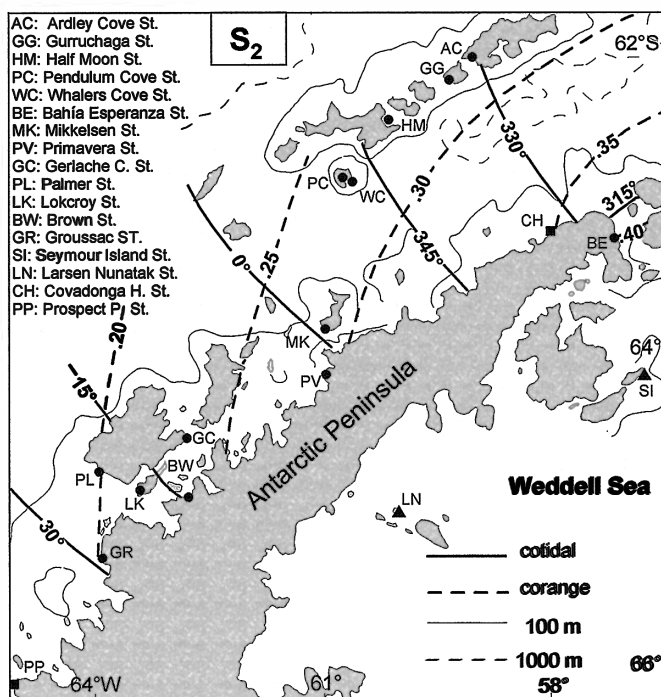 AC: Ardley Cove St.
GG: Gurruchaga St.
HM: Half Moon St.
PC: Pendulum Cove St.
WC: Whalers Cove St.
BE: Bahía Esperanza St.
MK: Mikkelsen St.
PV: Primavera St.
GC: Gerlache C. St.
PL: Palmer St.
LK: Lokcroy St.
BW: Brown St.
GR: Groussac ST.
SI: Seymour Island St.
LN: Larsen Nunatak St.
CH: Covadonga H. St.
PP: Prospect P. St.
S2
62°S
AC
GG
HM
330°
.35
.30
PC
WC
315°
CH
.40
BE
345°
0°
.25
.20
MK
64°
PV
SI
-15°
Antarctic Peninsula
GC
BW
PL
LK
Weddell Sea
LN
30°
GR
cotidal
corange
100 m
1000 m
66°
PP
64°W
61°
58°